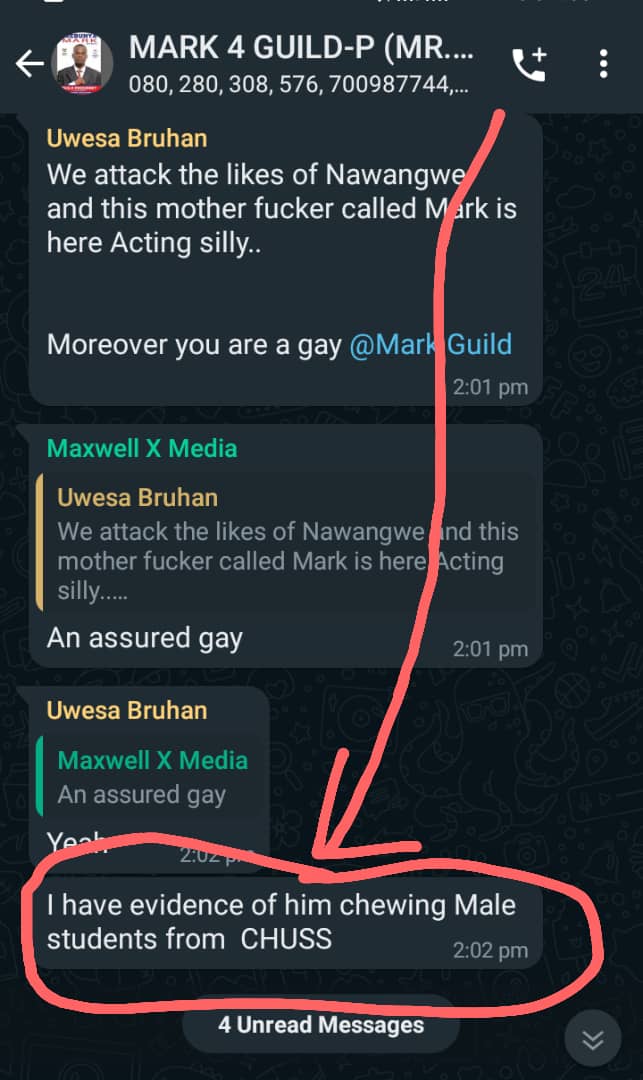 MARK 4 GUILD-P (MR....
080, 280, 308, 576, 700987744,...
MARK
Uwesa Bruhan
We attack the likes of Nawangwe
and this mother fucker called Mark is
here Acting silly..
Moreover you are a gay @Mark Guild
2:01 pm
Maxwell X Media
Uwesa Bruhan
We attack the likes of Nawangwe and this
mother fucker called Mark is here Acting
silly.....
An assured gay
2:01 pm
Uwesa Bruhan
Maxwell X Media
An assured gay
Yeah
2:02 pm
I have evidence of him chewing Male
students from CHUSS
2:02 pm
4 Unread Messages